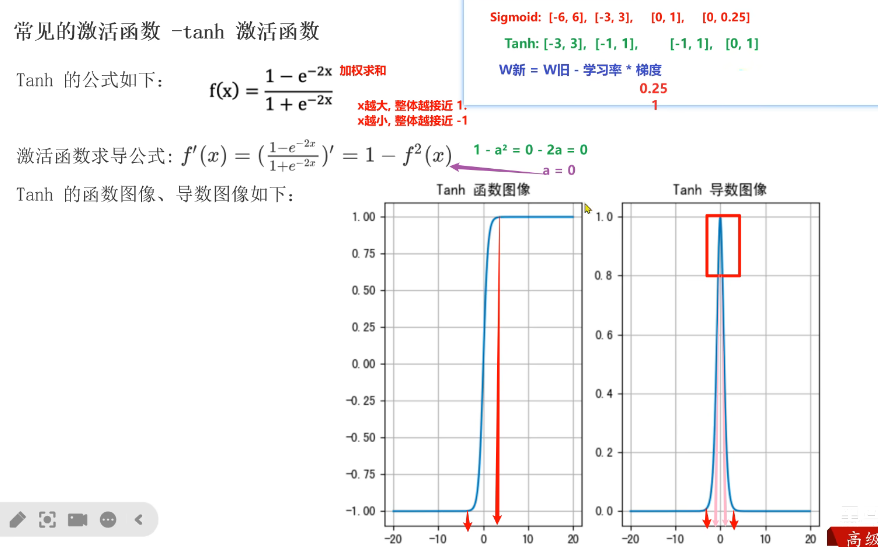 常见的激活函数 -tanh 激活函数
Sigmoid: [-6, 6], [-3, 3], [0, 1], [0, 0.25]
Tanh: [-3, 3], [-1, 1], [-1, 1], [0, 1]
W新 = W旧 - 学习率 * 梯度
0.25
1
Tanh 的公式如下:
f(x) = (1 − e^−2x) / (1 + e^−2x)
加权求和
x越大, 整体越接近 1.
x越小, 整体越接近 -1
激活函数求导公式: f′(x) = ((1−e^−2x) / (1+e^−2x))′ = 1 − f²(x)
1 - a² = 0 - 2a = 0
a = 0
Tanh 的函数图像、导数图像如下:
Tanh 函数图像
1.00
0.75
0.50
0.25
0.00
-0.25
-0.50
-0.75
-1.00
-20 -10 0 10 20
Tanh 导数图像
1.0
0.8
0.6
0.4
0.2
0.0
-20 -10 0 10 20
高级